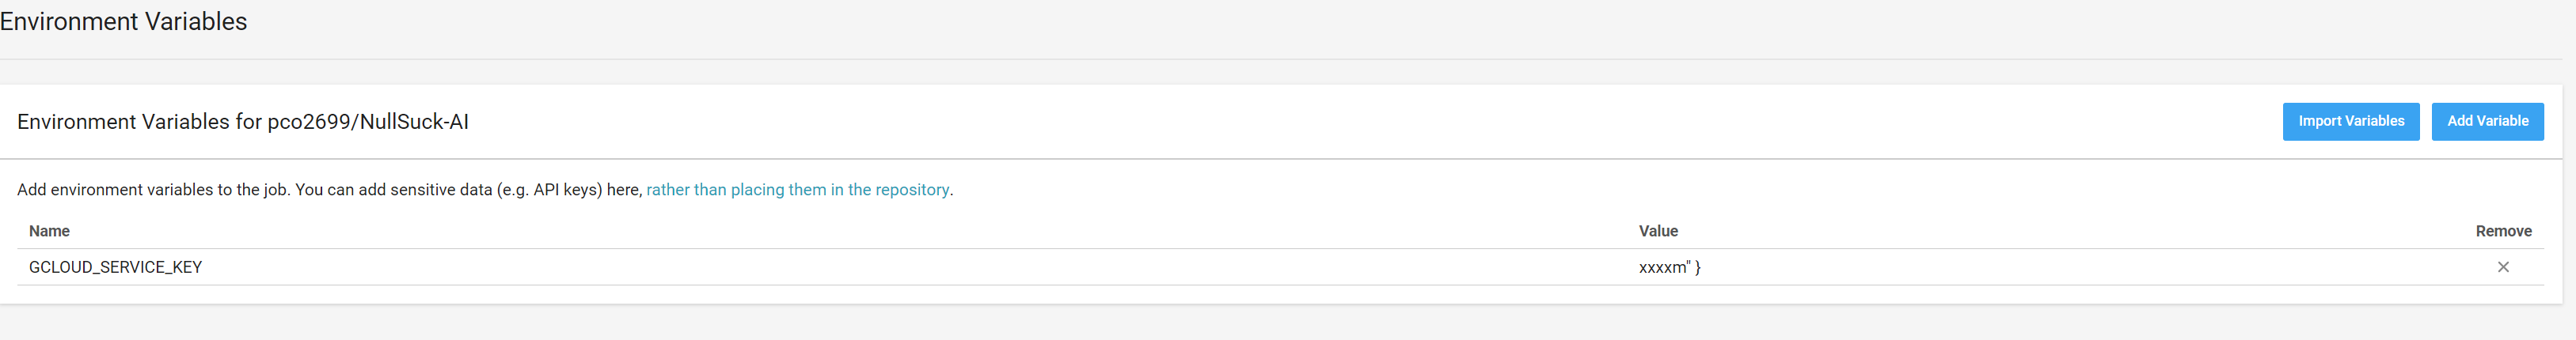 Environment Variables
Environment Variables for pco2699/NullSuck-AI
Import Variables
Add Variable
Add environment variables to the job. You can add sensitive data (e.g. API keys) here, rather than placing them in the repository.
Name Value Remove
GCLOUD_SERVICE_KEY xxxxm" } ×